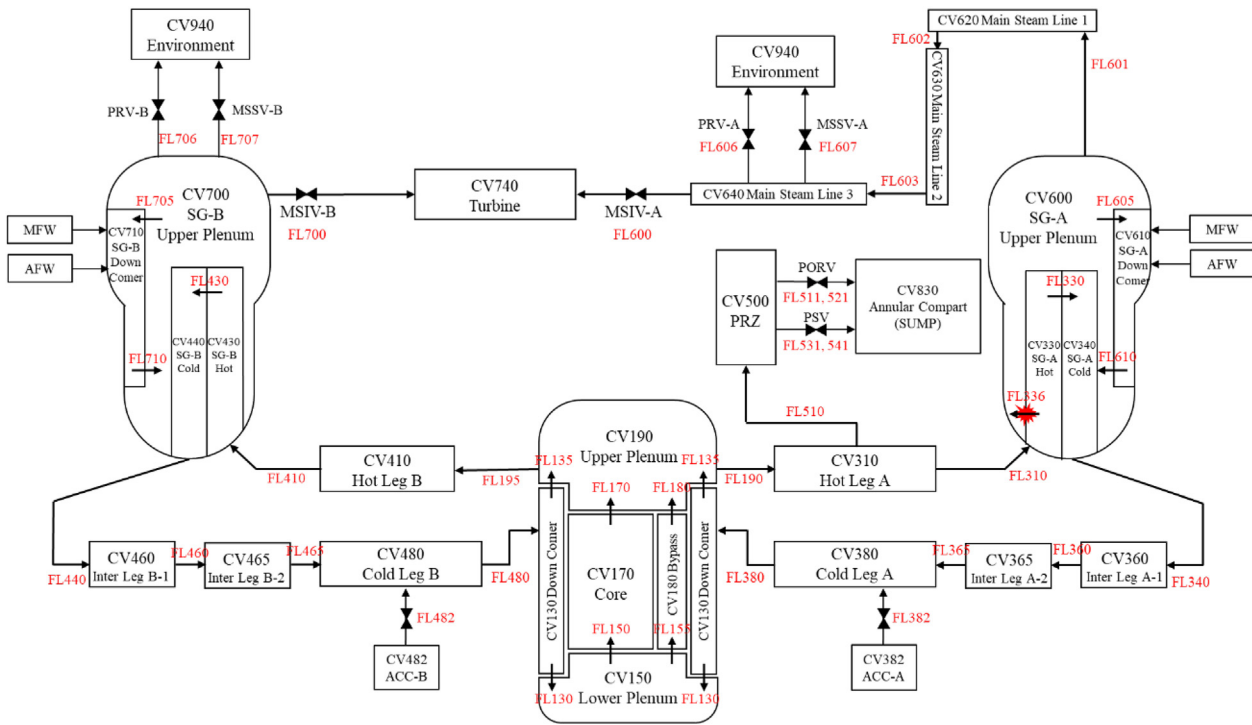 CV940
Environment
PRV-B
MSSV-B
FL706
FL707
CV700
SG-B
Upper Plenum
FL705
MFW
AFW
CV710
SG-B
Down
Comer
FL430
CV440
SG-B
Cold
CV430
SG-B
Hot
FL710
MSIV-B
FL700
CV740
Turbine
MSIV-A
FL600
CV940
Environment
PRV-A
FL606
MSSV-A
FL607
CV640 Main Steam Line 3
FL603
CV630 Main Steam Line 2
FL602
CV620 Main Steam Line 1
FL601
CV600
SG-A
Upper Plenum
FL605
CV610
SG-A
Down
Comer
MFW
AFW
FL330
CV330
SG-A
Hot
CV340
SG-A
Cold
FL610
FL336
CV500
PRZ
PORV
FL511, 521
PSV
FL531, 541
CV830
Annular Compart
(SUMP)
FL510
CV190
Upper Plenum
FL135
FL135
FL170
FL180
FL195
FL190
CV410
Hot Leg B
FL410
CV310
Hot Leg A
FL310
FL440
CV460
Inter Leg B-1
FL460
CV465
Inter Leg B-2
FL465
CV480
Cold Leg B
FL480
FL482
CV482
ACC-B
CV130 Down Comer
CV170
Core
CV180 Bypass
CV130 Down Comer
FL150
FL155
CV150
Lower Plenum
FL130
FL130
FL380
CV380
Cold Leg A
FL365
CV365
Inter Leg A-2
FL360
CV360
Inter Leg A-1
FL340
FL382
CV382
ACC-A